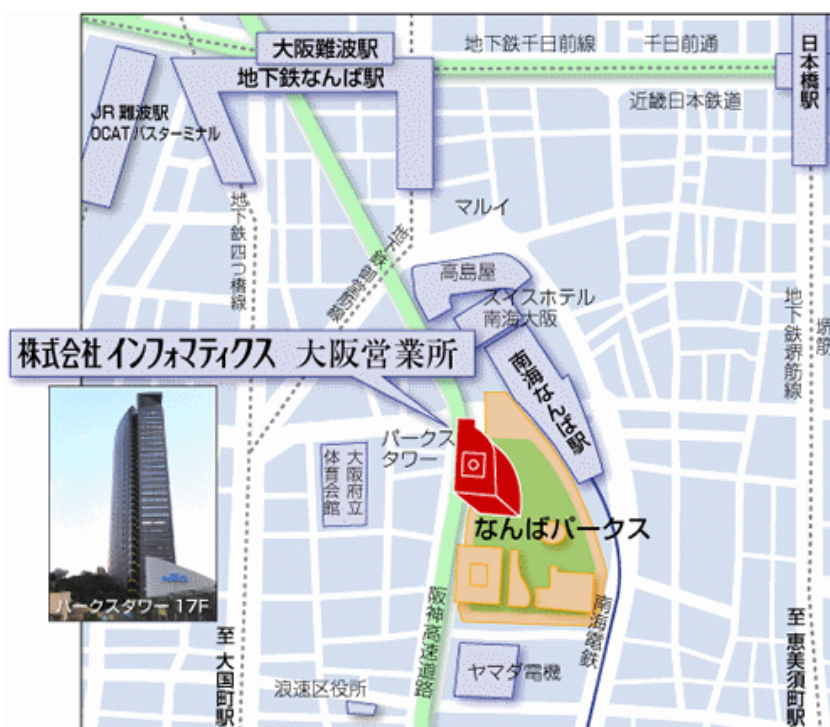 大阪難波駅
地下鉄千日前線
千日前通
日本橋駅
地下鉄なんば駅
近畿日本鉄道
JR 難波駅
OCATバスターミナル
マルイ
地下鉄四つ橋線
地下鉄御堂筋線
高島屋
スイスホテル
南海大阪
地下鉄堺筋線
堺筋
株式会社 インフォマティクス 大阪営業所
南海なんば駅
パークス
タワー
大阪府立
体育会館
なんばパークス
パークスタワー 17F
阪神高速道路
南海電鉄
至 大国町駅
至 恵美須町駅
ヤマダ電機
浪速区役所